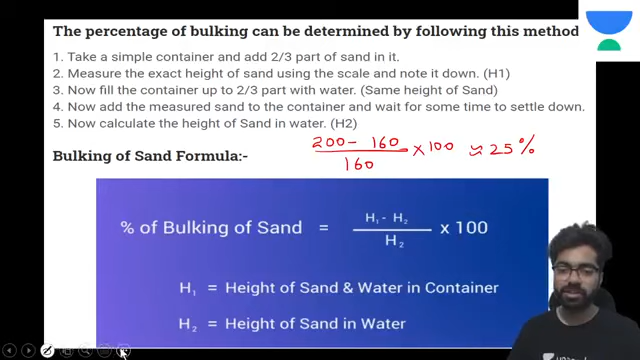 The percentage of bulking can be determined by following this method
1. Take a simple container and add 2/3 part of sand in it.
2. Measure the exact height of sand using the scale and note it down. (H1)
3. Now fill the container up to 2/3 part with water. (Same height of Sand)
4. Now add the measured sand to the container and wait for some time to settle down.
5. Now calculate the height of Sand in water. (H2)
200 - 160
160
× 100 ≈ 25 %
Bulking of Sand Formula:-
% of Bulking of Sand =
H₁ - H₂
H₂
× 100
H₁ = Height of Sand & Water in Container
H₂ = Height of Sand in Water